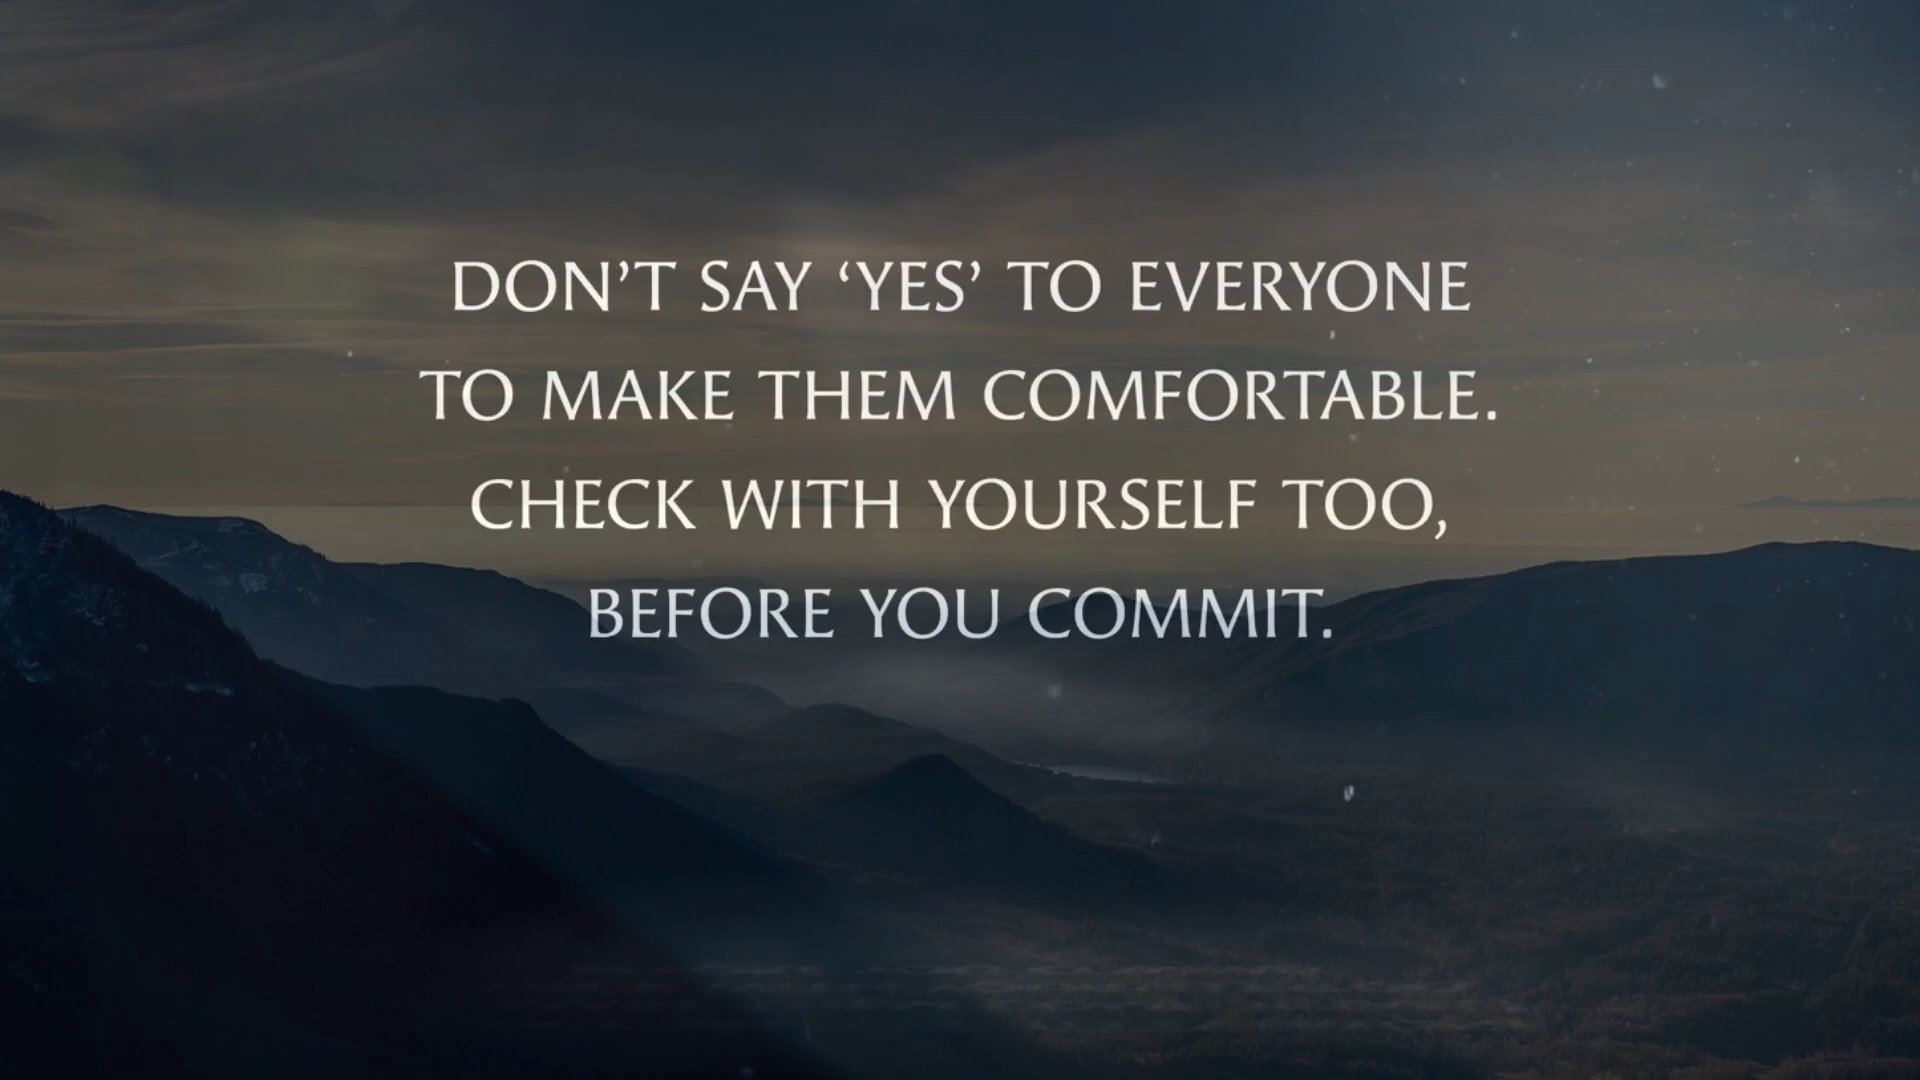 DON’T SAY ‘YES’ TO EVERYONE
TO MAKE THEM COMFORTABLE.
CHECK WITH YOURSELF TOO,
BEFORE YOU COMMIT.